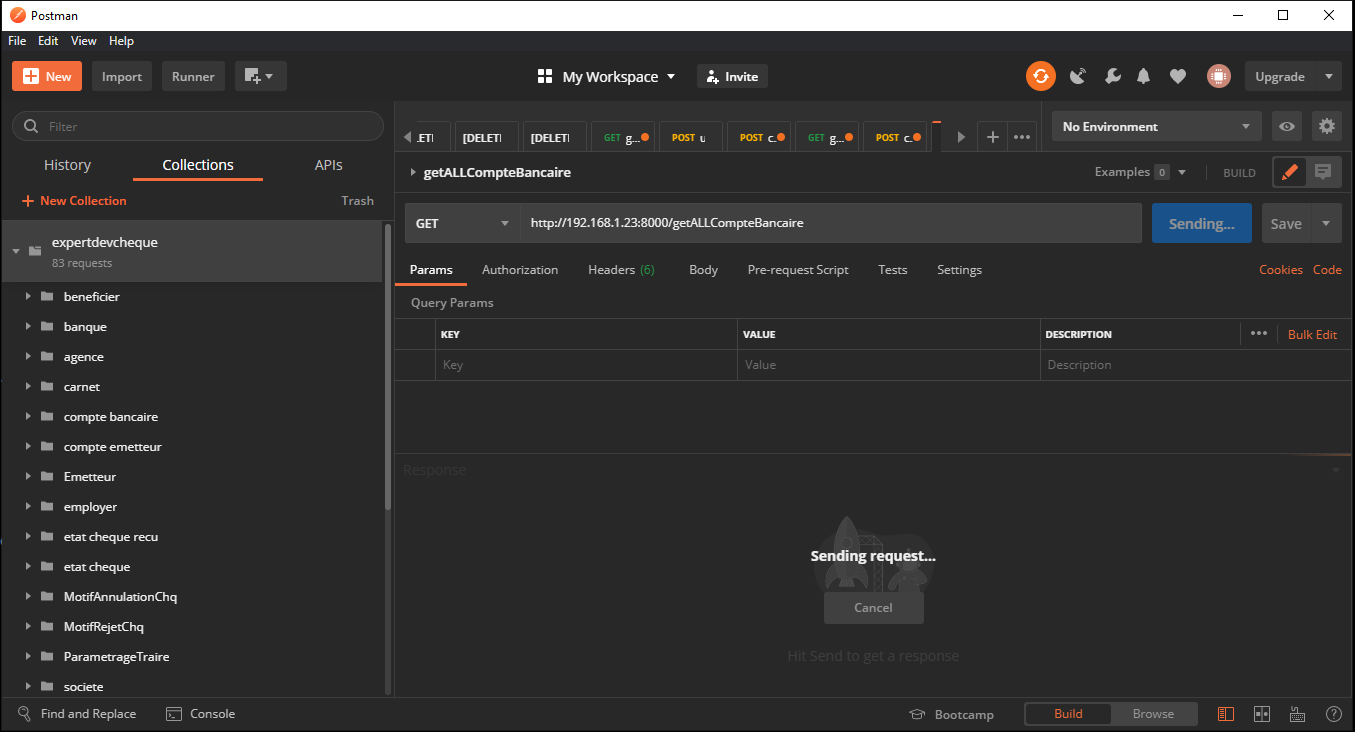 Postman
File Edit View Help
New Import Runner My Workspace Invite Upgrade
Filter
.ETI [DELETI [DELETI GET g... POST u POST c. GET g... POST c. No Environment
History Collections APIs
getALLCompteBancaire Examples 0 BUILD
New Collection Trash
GET http://192.168.1.23:8000/getALLCompteBancaire Sending... Save
expertdevcheque
83 requests
Params Authorization Headers (6) Body Pre-request Script Tests Settings Cookies Code
Query Params
KEY VALUE DESCRIPTION Bulk Edit
Key Value Description
beneficier
banque
agence
carnet
compte bancaire
compte emetteur
Emetteur
employer
etat cheque recu
etat cheque
MotifAnnulationChq
MotifRejetChq
ParametrageTraire
societe
Response
Sending request...
Cancel
Hit Send to get a response
Find and Replace Console Bootcamp Build Browse